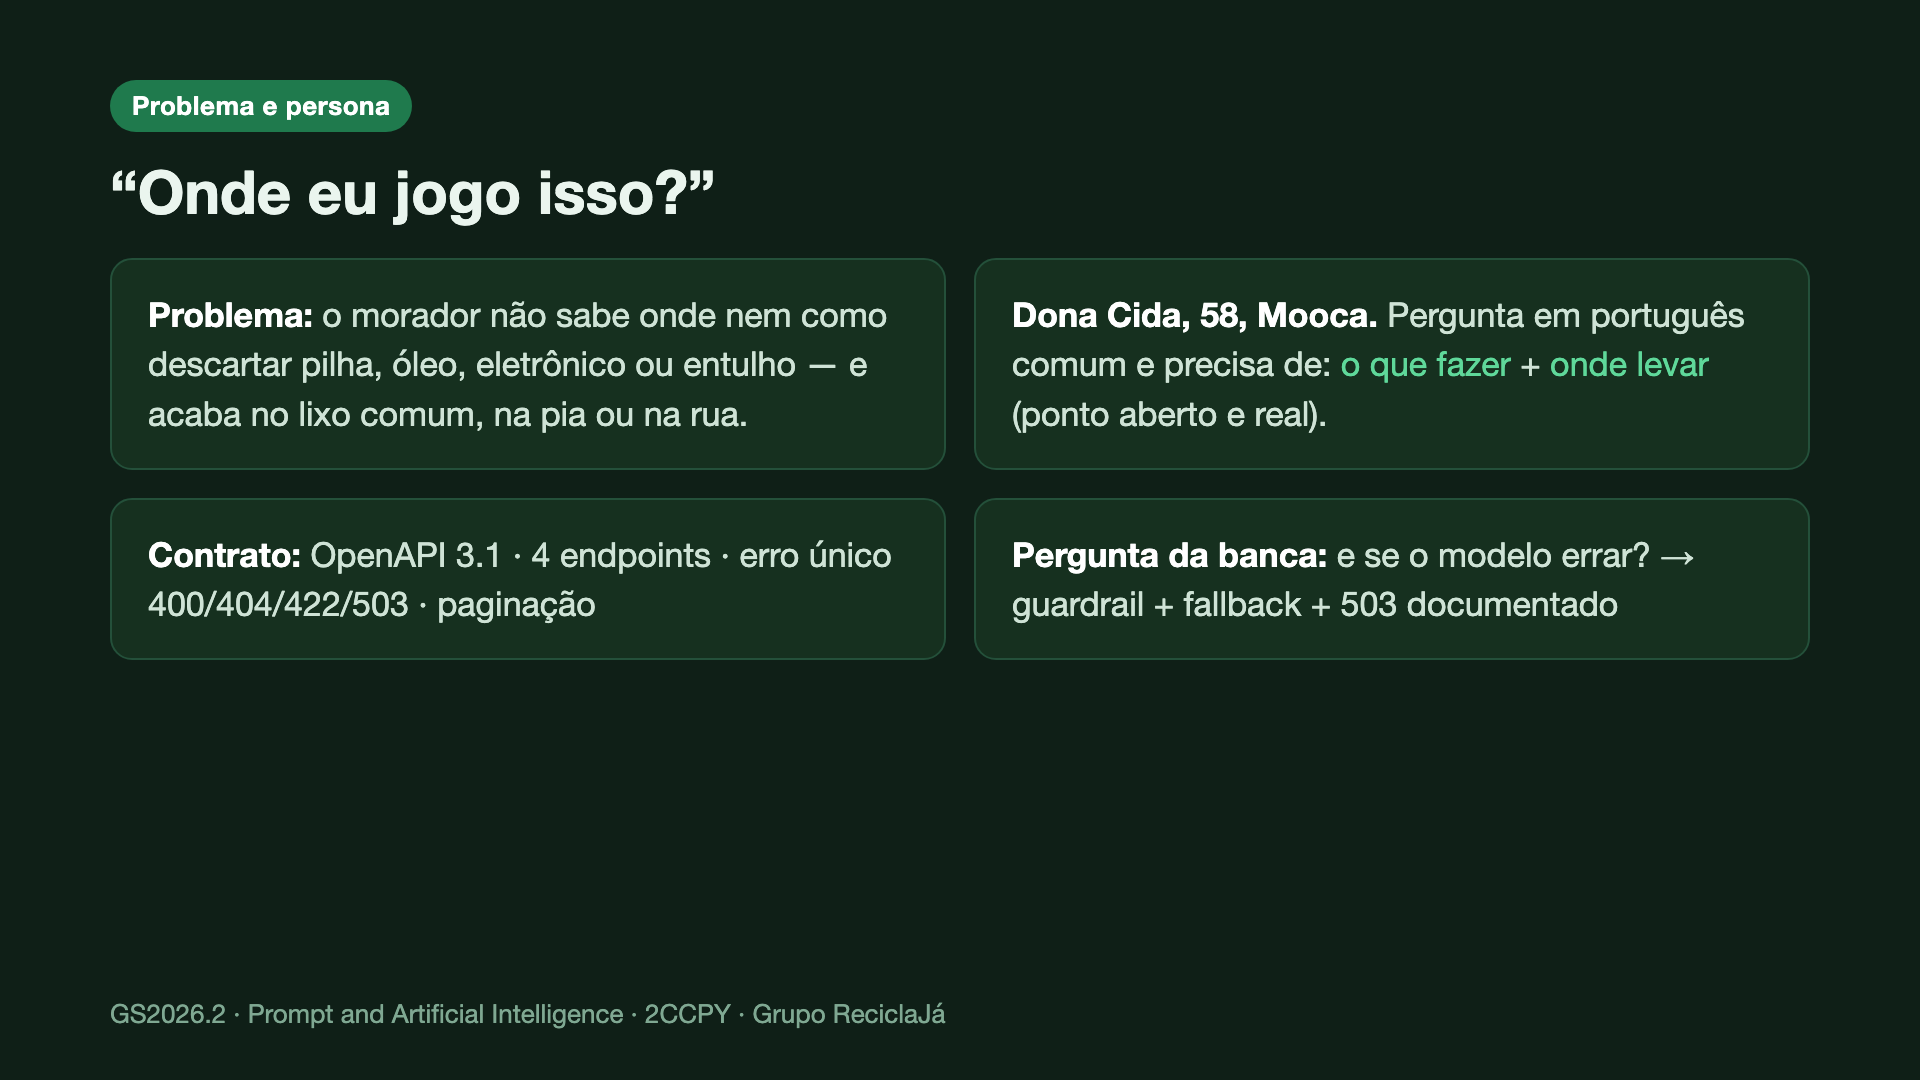 Problema e persona
“Onde eu jogo isso?”
Problema: o morador não sabe onde nem como
descartar pilha, óleo, eletrônico ou entulho — e
acaba no lixo comum, na pia ou na rua.
Dona Cida, 58, Mooca. Pergunta em português
comum e precisa de: o que fazer + onde levar
(ponto aberto e real).
Contrato: OpenAPI 3.1 · 4 endpoints · erro único
400/404/422/503 · paginação
Pergunta da banca: e se o modelo errar? →
guardrail + fallback + 503 documentado
GS2026.2 · Prompt and Artificial Intelligence · 2CCPY · Grupo ReciclaJá